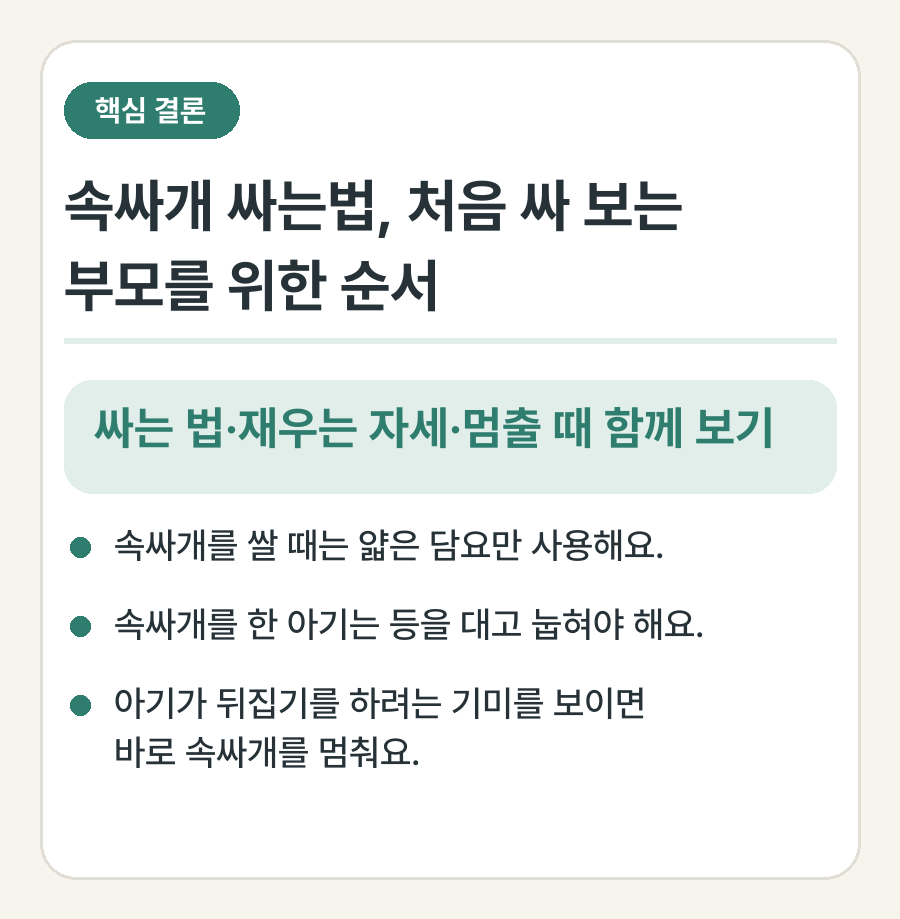 핵심 결론
속싸개 싸는법, 처음 싸 보는
부모를 위한 순서
싸는 법·재우는 자세·멈출 때 함께 보기
속싸개를 쌀 때는 얇은 담요만 사용해요.
속싸개를 한 아기는 등을 대고 눕혀야 해요.
아기가 뒤집기를 하려는 기미를 보이면
바로 속싸개를 멈춰요.